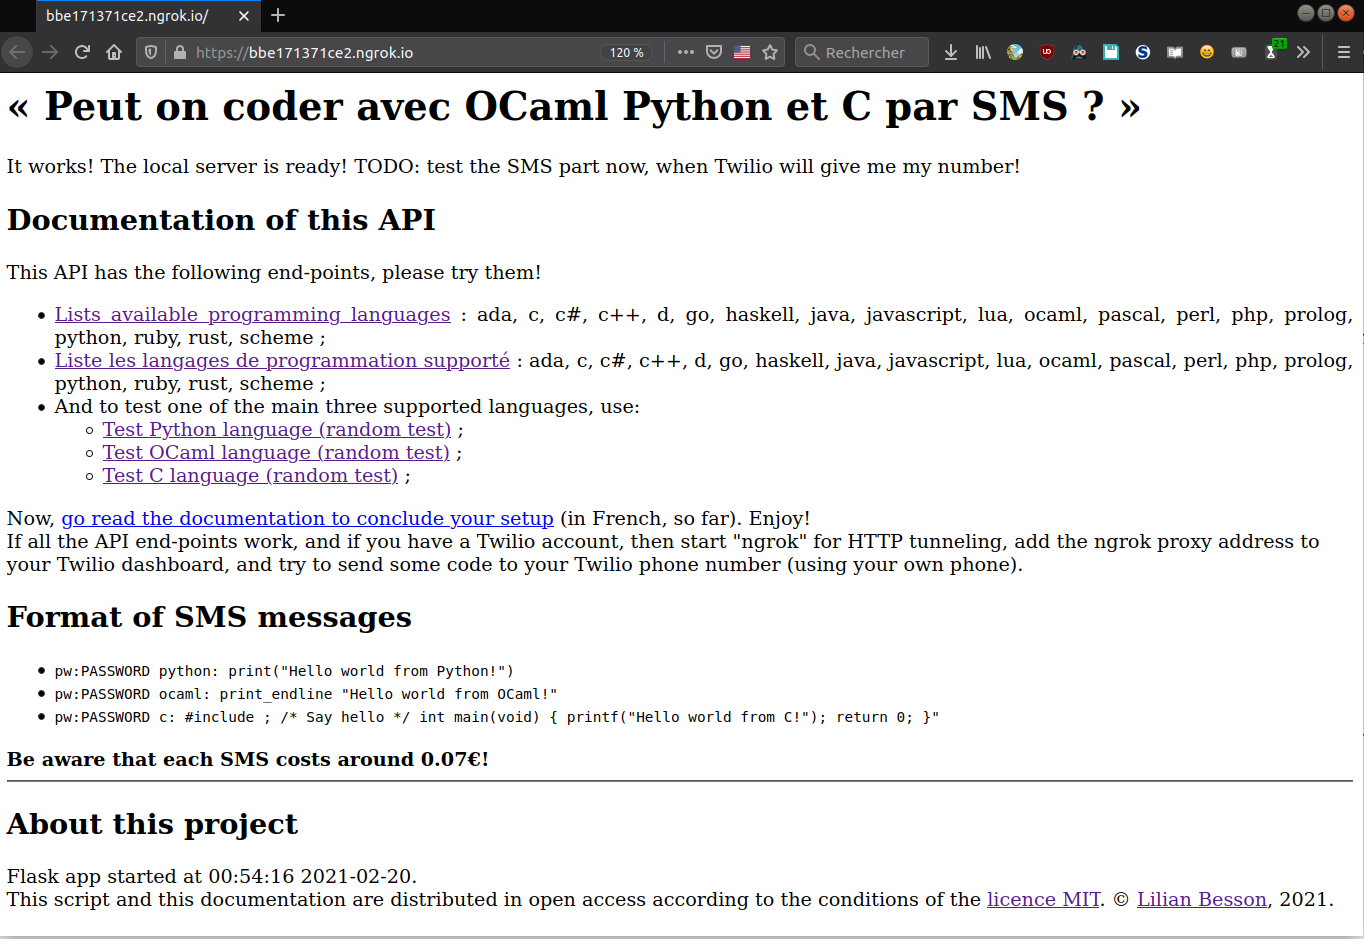 bbe171371ce2.ngrok.io/
https://bbe171371ce2.ngrok.io
120 %
Rechercher
21
« Peut on coder avec OCaml Python et C par SMS ? »
It works! The local server is ready! TODO: test the SMS part now, when Twilio will give me my number!
Documentation of this API
This API has the following end-points, please try them!
• Lists available programming languages : ada, c, c#, c++, d, go, haskell, java, javascript, lua, ocaml, pascal, perl, php, prolog,
python, ruby, rust, scheme ;
• Liste les langages de programmation supporté : ada, c, c#, c++, d, go, haskell, java, javascript, lua, ocaml, pascal, perl, php, prolog,
python, ruby, rust, scheme ;
• And to test one of the main three supported languages, use:
◦ Test Python language (random test) ;
◦ Test OCaml language (random test) ;
◦ Test C language (random test) ;
Now, go read the documentation to conclude your setup (in French, so far). Enjoy!
If all the API end-points work, and if you have a Twilio account, then start "ngrok" for HTTP tunneling, add the ngrok proxy address to
your Twilio dashboard, and try to send some code to your Twilio phone number (using your own phone).
Format of SMS messages
• pw:PASSWORD python: print("Hello world from Python!")
• pw:PASSWORD ocaml: print_endline "Hello world from OCaml!"
• pw:PASSWORD c: #include ; /* Say hello */ int main(void) { printf("Hello world from C!"); return 0; }"
Be aware that each SMS costs around 0.07€!
About this project
Flask app started at 00:54:16 2021-02-20.
This script and this documentation are distributed in open access according to the conditions of the licence MIT. © Lilian Besson, 2021.